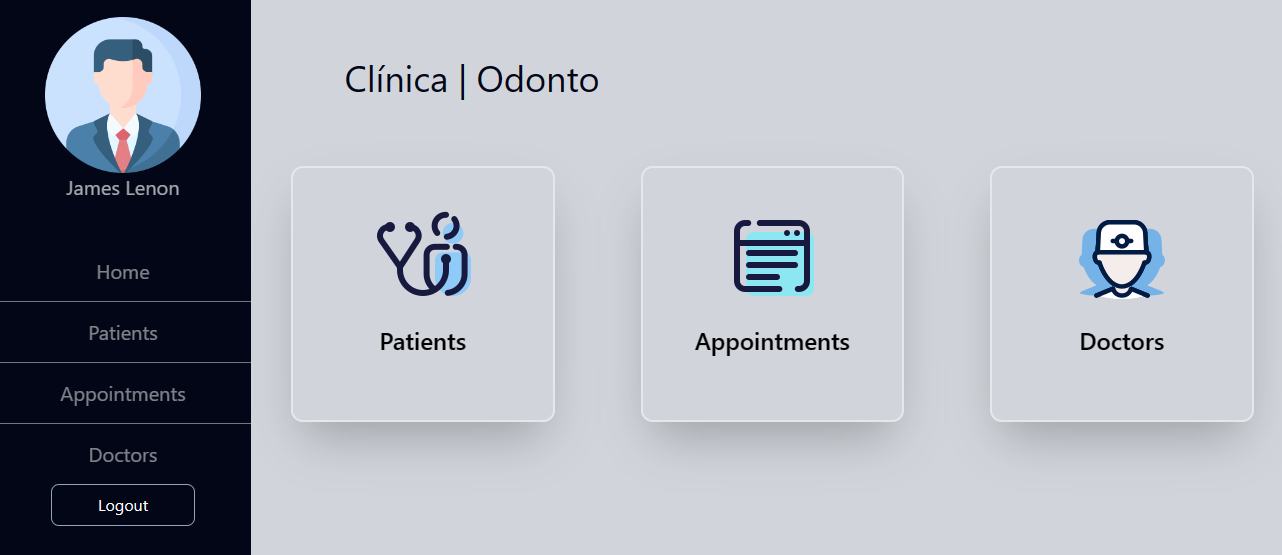 James Lenon
Home
Patients
Appointments
Doctors
Logout
Clínica | Odonto
Patients
Appointments
Doctors